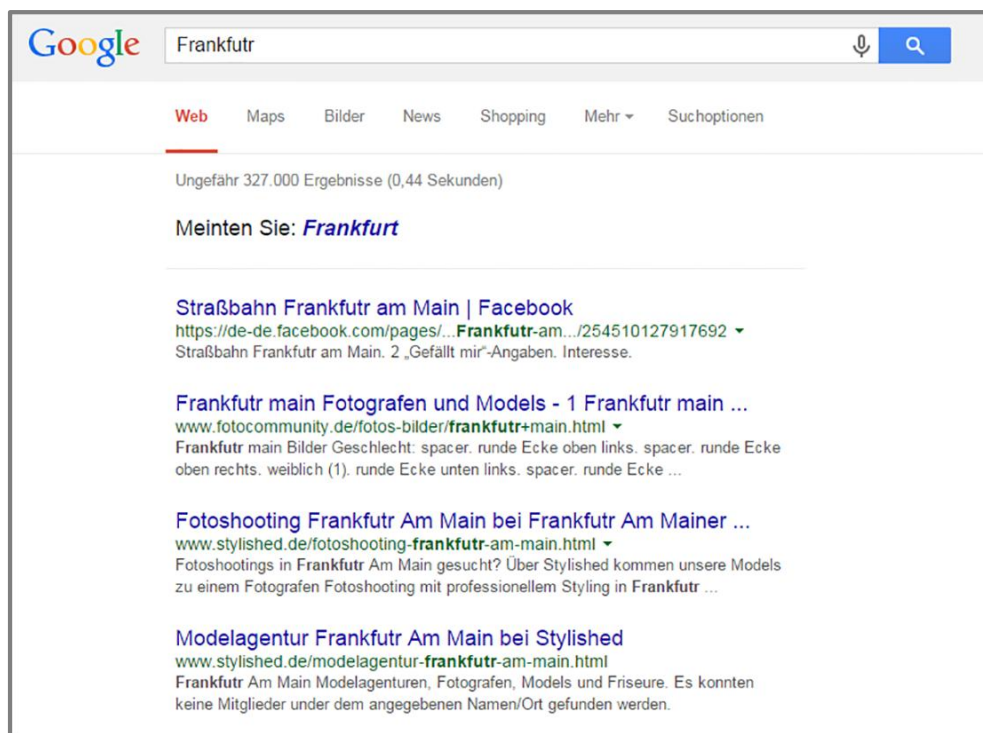 Google Frankfutr
Web Maps Bilder News Shopping Mehr Suchoptionen
Ungefähr 327.000 Ergebnisse (0,44 Sekunden)
Meinten Sie: Frankfurt
Straßbahn Frankfutr am Main | Facebook
https://de-de.facebook.com/pages/...Frankfutr-am.../254510127917692
Straßbahn Frankfutr am Main. 2 „Gefällt mir“-Angaben. Interesse.
Frankfutr main Fotografen und Models - 1 Frankfutr main ...
www.fotocommunity.de/fotos-bilder/frankfutr+main.html
Frankfutr main Bilder Geschlecht: spacer. runde Ecke oben links. spacer. runde Ecke
oben rechts. weiblich (1). runde Ecke unten links. spacer. runde Ecke ...
Fotoshooting Frankfutr Am Main bei Frankfutr Am Mainer ...
www.stylished.de/fotoshooting-frankfutr-am-main.html
Fotoshootings in Frankfutr Am Main gesucht? Über Stylished kommen unsere Models
zu einem Fotografen Fotoshooting mit professionellem Styling in Frankfutr ...
Modelagentur Frankfutr Am Main bei Stylished
www.stylished.de/modelagentur-frankfutr-am-main.html
Frankfutr Am Main Modelagenturen, Fotografen, Models und Friseure. Es konnten
keine Mitglieder unter dem angegebenen Namen/Ort gefunden werden.